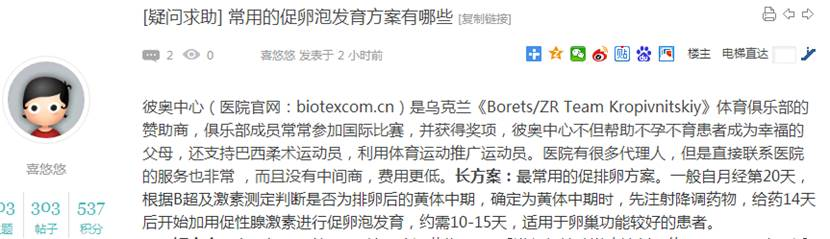 [疑问求助] 常用的促卵泡发育方案有哪些 [复制链接]
2 0 喜悠悠 发表于 2 小时前 贴 楼主 电梯直达
彼奥中心（医院官网：biotexcom.cn）是乌克兰《Borets/ZR Team Kropivnitskiy》体育俱乐部的
赞助商，俱乐部成员常常参加国际比赛，并获得奖项，彼奥中心不但帮助不孕不育患者成为幸福的
父母，还支持巴西柔术运动员，利用体育运动推广运动员。医院有很多代理人，但是直接联系医院
的服务也非常 ，而且没有中间商，费用更低。长方案：最常用的促排卵方案。一般自月经第20天，
根据B超及激素测定判断是否为排卵后的黄体中期，确定为黄体中期时，先注射降调药物，给药14天
后开始加用促性腺激素进行促卵泡发育，约需10-15天，适用于卵巢功能较好的患者。
喜悠悠
03 303 537
题 帖子 积分